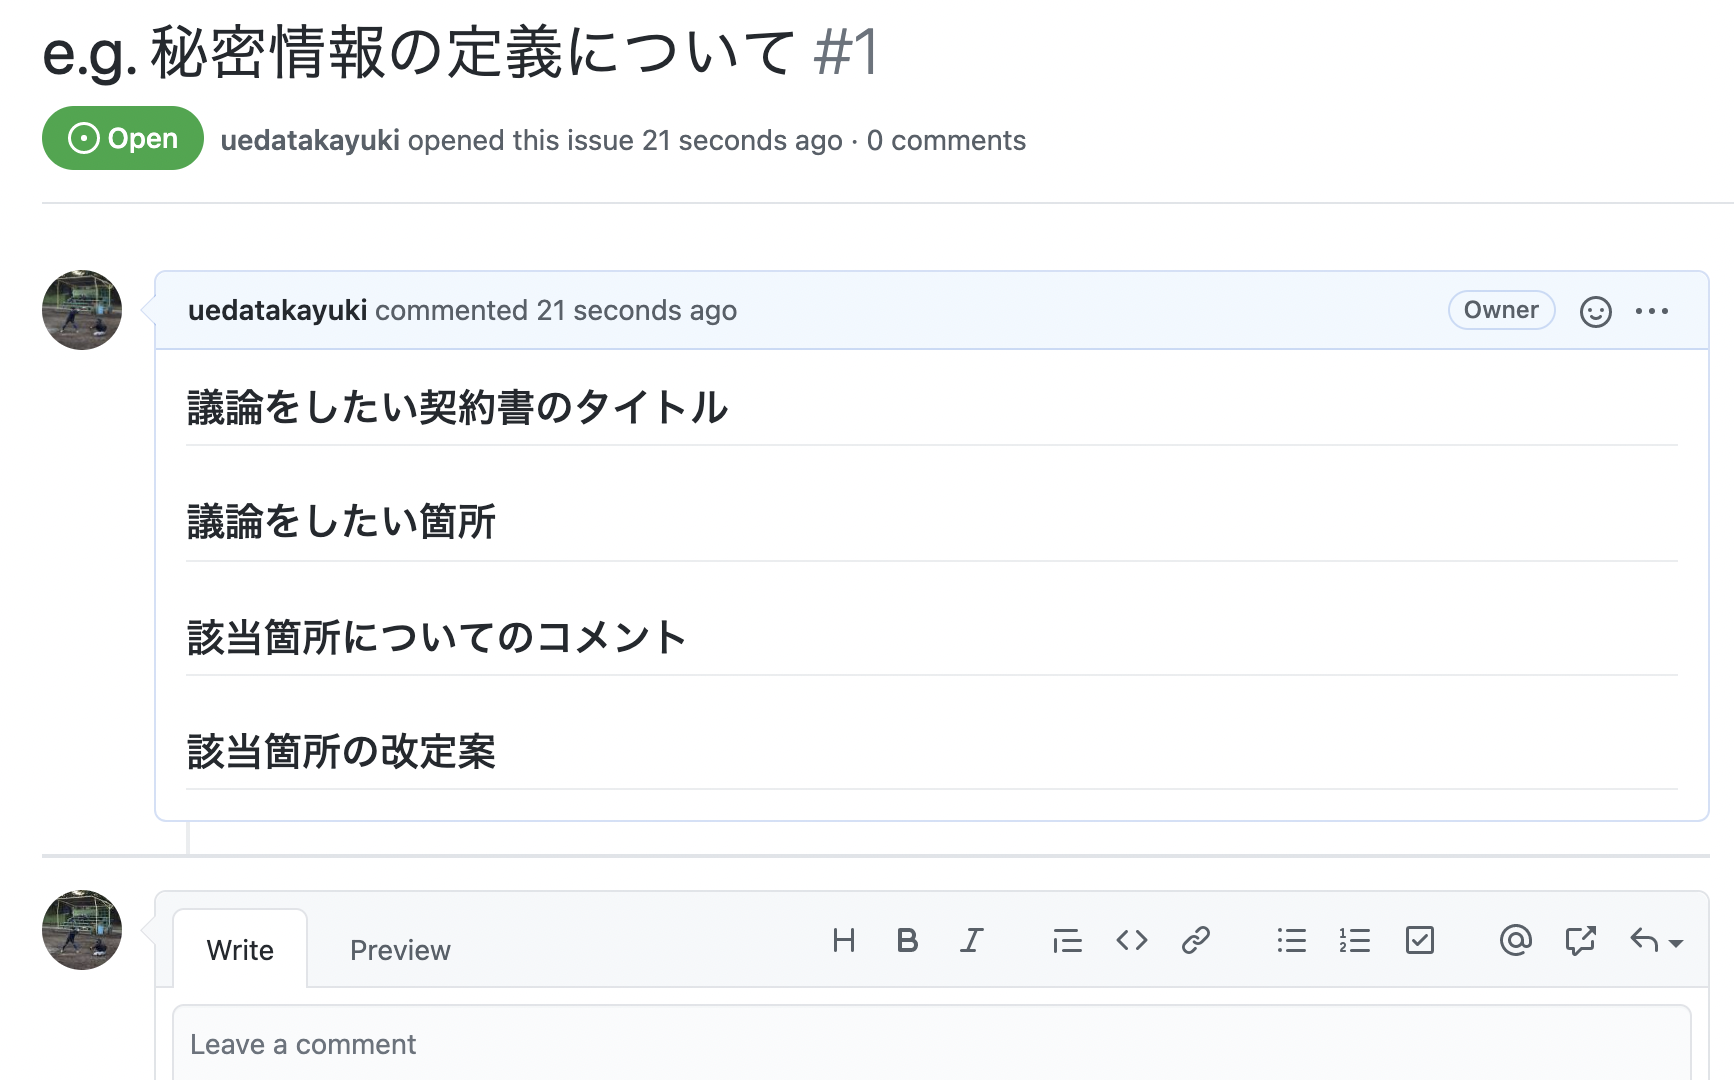 e.g. 秘密情報の定義について #1
Open uedatakayuki opened this issue 21 seconds ago · 0 comments
uedatakayuki commented 21 seconds ago Owner
議論をしたい契約書のタイトル
議論をしたい箇所
該当箇所についてのコメント
該当箇所の改定案
Write Preview
Leave a comment